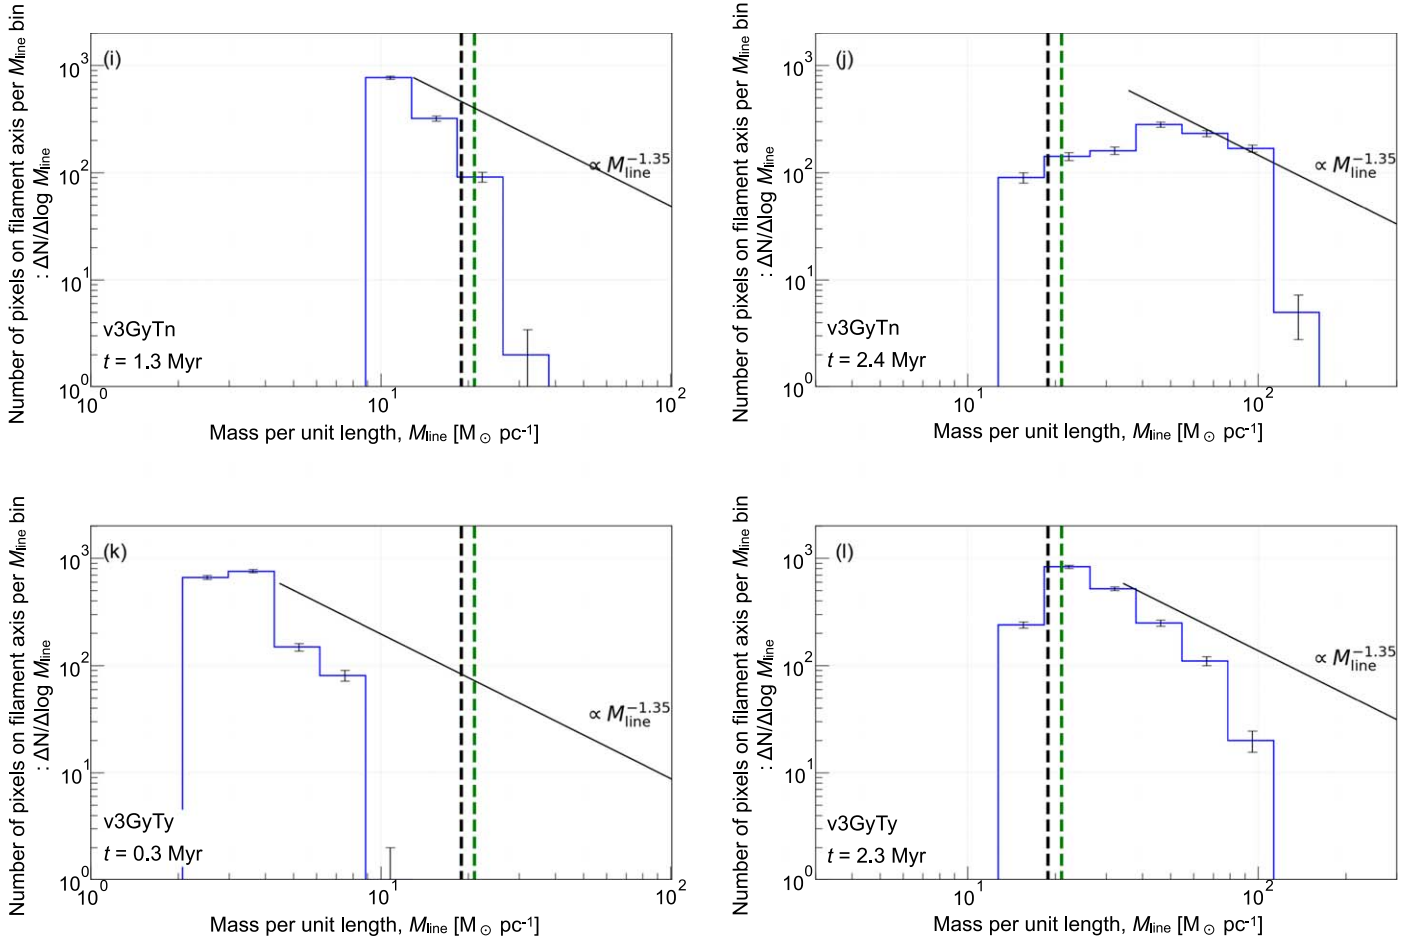 Number of pixels on filament axis per Mline bin
: ΔN/Δlog Mline
10³
10²
10¹
10⁰
(i)
∝ M_line^−1.35
v3GyTn
t = 1.3 Myr
10⁰ 10¹ 10²
Mass per unit length, Mline [M⊙ pc⁻¹]
Number of pixels on filament axis per Mline bin
: ΔN/Δlog Mline
10³
10²
10¹
10⁰
(j)
∝ M_line^−1.35
v3GyTn
t = 2.4 Myr
10¹ 10²
Mass per unit length, Mline [M⊙ pc⁻¹]
Number of pixels on filament axis per Mline bin
: ΔN/Δlog Mline
10³
10²
10¹
10⁰
(k)
∝ M_line^−1.35
v3GyTy
t = 0.3 Myr
10⁰ 10¹ 10²
Mass per unit length, Mline [M⊙ pc⁻¹]
Number of pixels on filament axis per Mline bin
: ΔN/Δlog Mline
10³
10²
10¹
10⁰
(l)
∝ M_line^−1.35
v3GyTy
t = 2.3 Myr
10¹ 10²
Mass per unit length, Mline [M⊙ pc⁻¹]